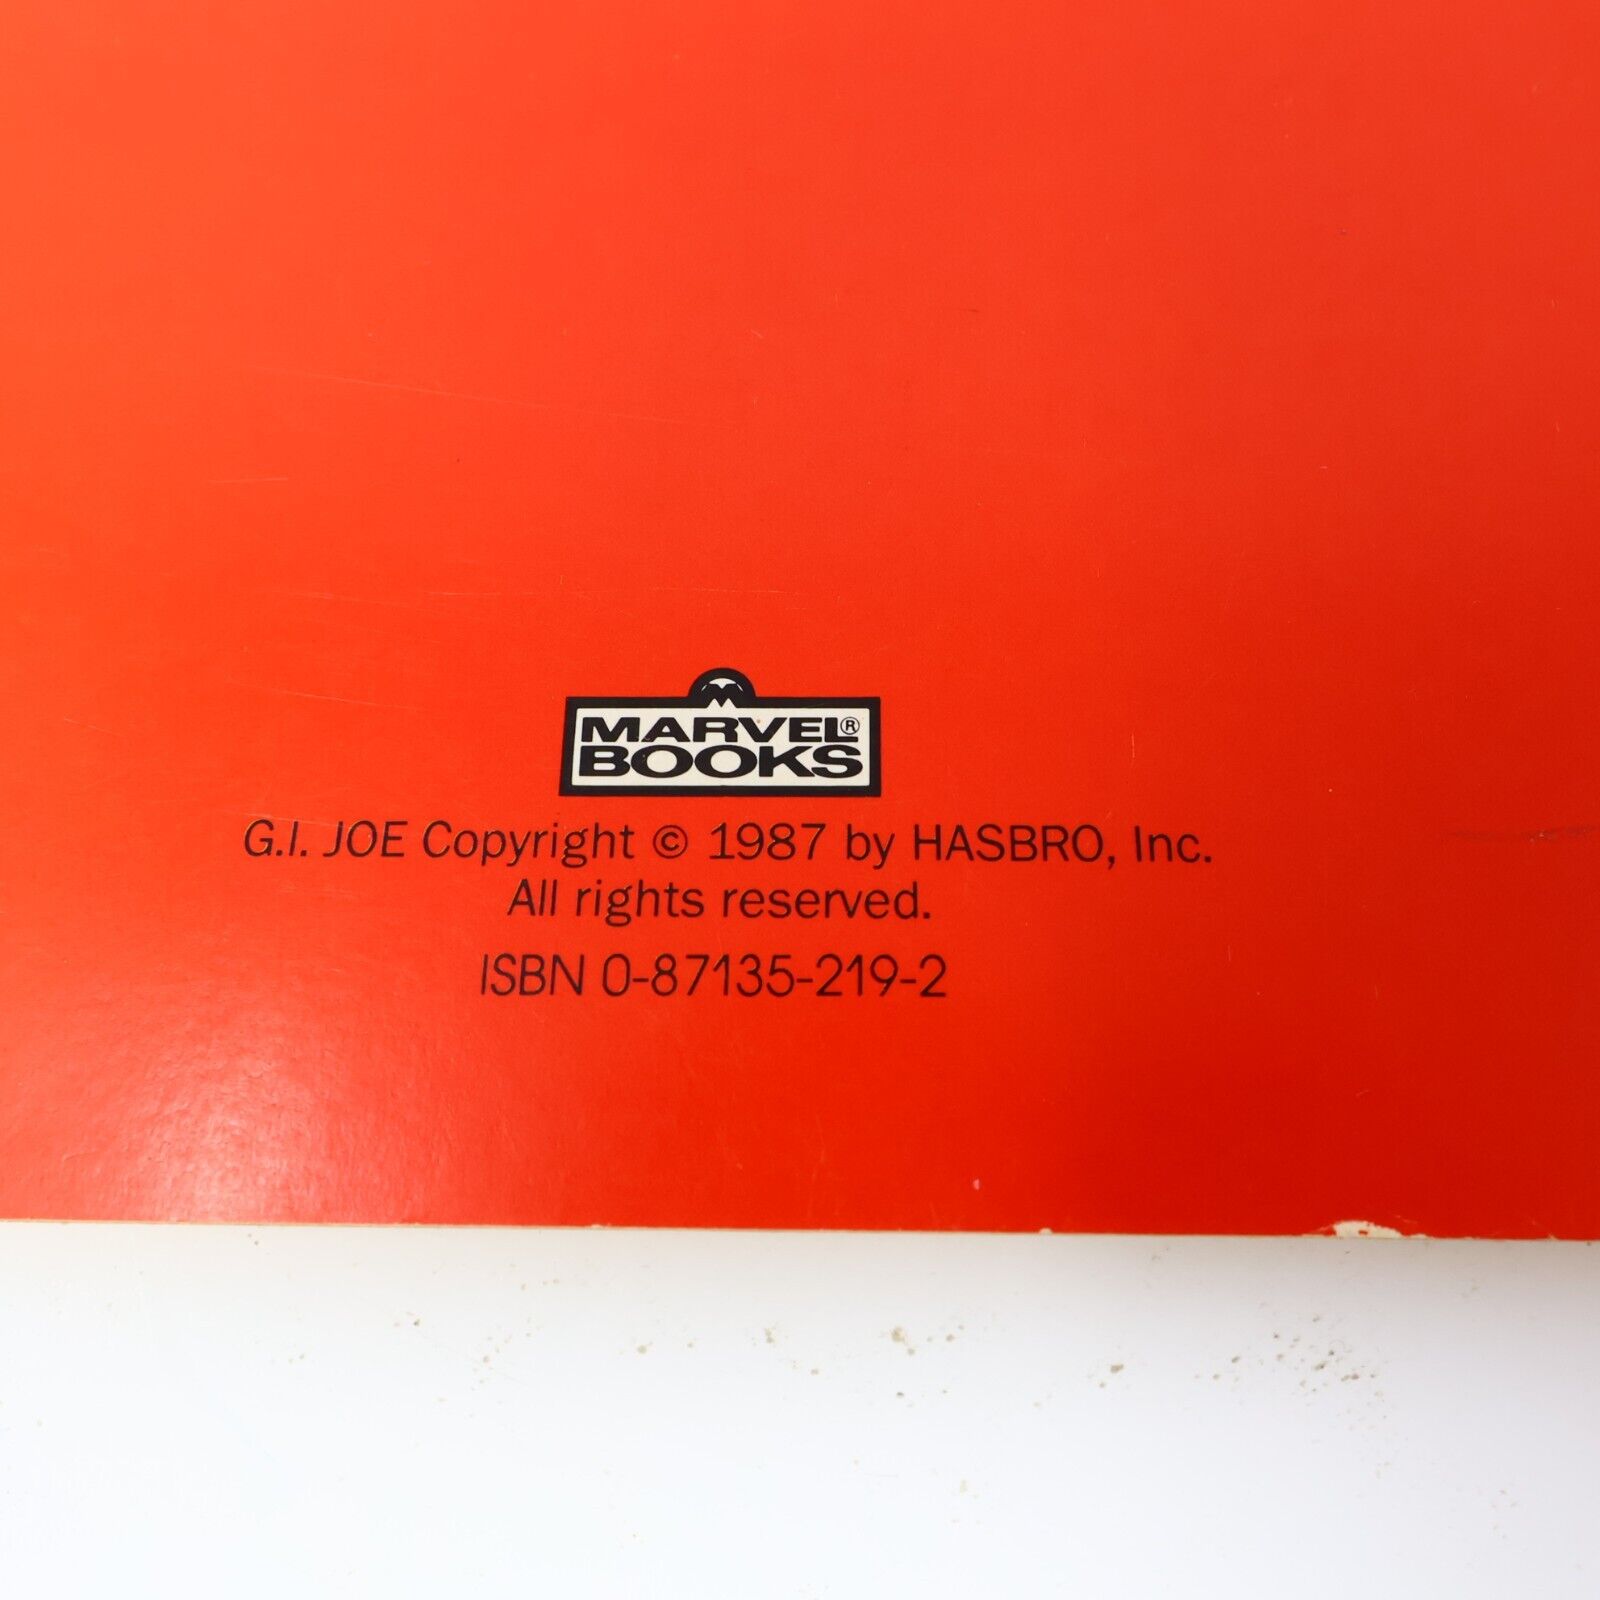 M
MARVEL®
BOOKS
G.I. JOE Copyright © 1987 by HASBRO, Inc.
All rights reserved.
ISBN 0-87135-219-2